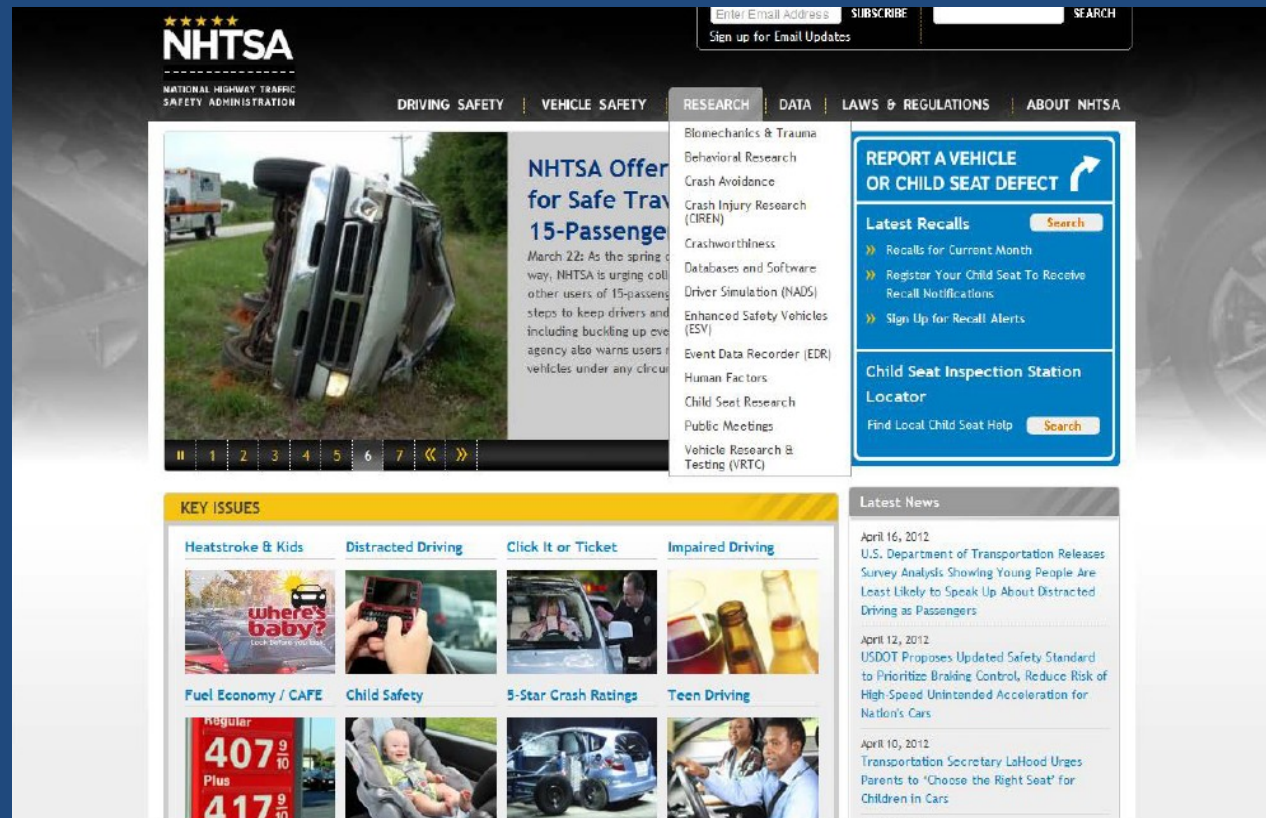 Enter Email Address SUBSCRIBE SEARCH
Sign up for Email Updates
NHTSA
NATIONAL HIGHWAY TRAFFIC
SAFETY ADMINISTRATION
DRIVING SAFETY VEHICLE SAFETY RESEARCH DATA LAWS & REGULATIONS ABOUT NHTSA
Biomechanics & Trauma
Behavioral Research
Crash Avoidance
Crash Injury Research
(CIREN)
Crashworthiness
Databases and Software
Driver Simulation (NADS)
Enhanced Safety Vehicles
(ESV)
Event Data Recorder (EDR)
Human Factors
Child Seat Research
Public Meetings
Vehicle Research &
Testing (VRTC)
NHTSA Offer
for Safe Trav
15-Passenge
March 22: As the spring
way, NHTSA is urging coll
other users of 15-passeng
steps to keep drivers and
including buckling up eve
agency also warns users
vehicles under any circu
1 2 3 4 5 6 7
REPORT A VEHICLE
OR CHILD SEAT DEFECT
Latest Recalls Search
Recalls for Current Month
Register Your Child Seat To Receive
Recall Notifications
Sign Up for Recall Alerts
Child Seat Inspection Station
Locator
Find Local Child Seat Help Search
KEY ISSUES
Heatstroke & Kids Distracted Driving Click It or Ticket Impaired Driving
where's
baby?
Look before you lock
Fuel Economy / CAFE Child Safety 5-Star Crash Ratings Teen Driving
Regular
407 9/10
Plus
417 9/10
Latest News
April 16, 2012
U.S. Department of Transportation Releases
Survey Analysis Showing Young People Are
Least Likely to Speak Up About Distracted
Driving as Passengers
April 12, 2012
USDOT Proposes Updated Safety Standard
to Prioritize Braking Control, Reduce Risk of
High-Speed Unintended Acceleration for
Nation's Cars
April 10, 2012
Transportation Secretary LaHood Urges
Parents to 'Choose the Right Seat' for
Children in Cars